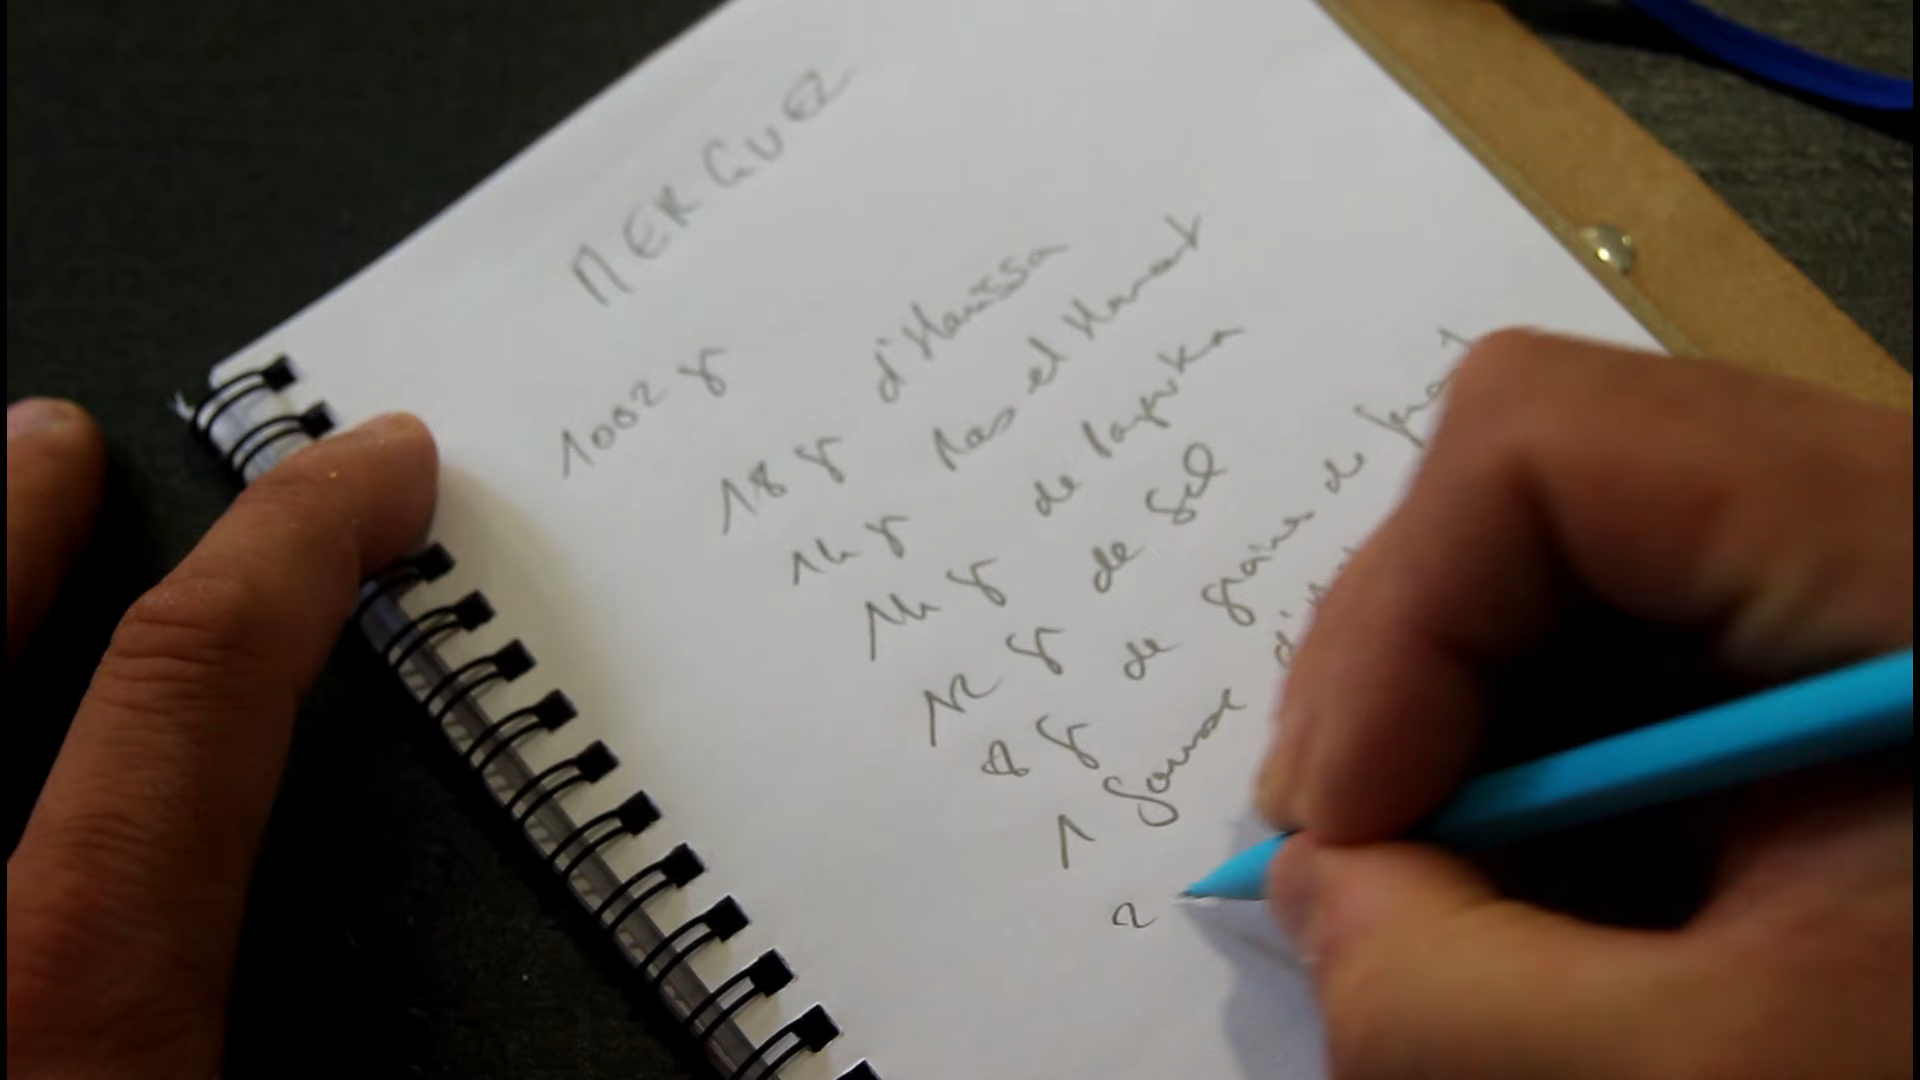 MERGUEZ
1002 g
18 g d'Harissa
14 g Ras el Hanout
14 g de Paprika
12 g de Sel
8 g de graines de
1 Gousse
2